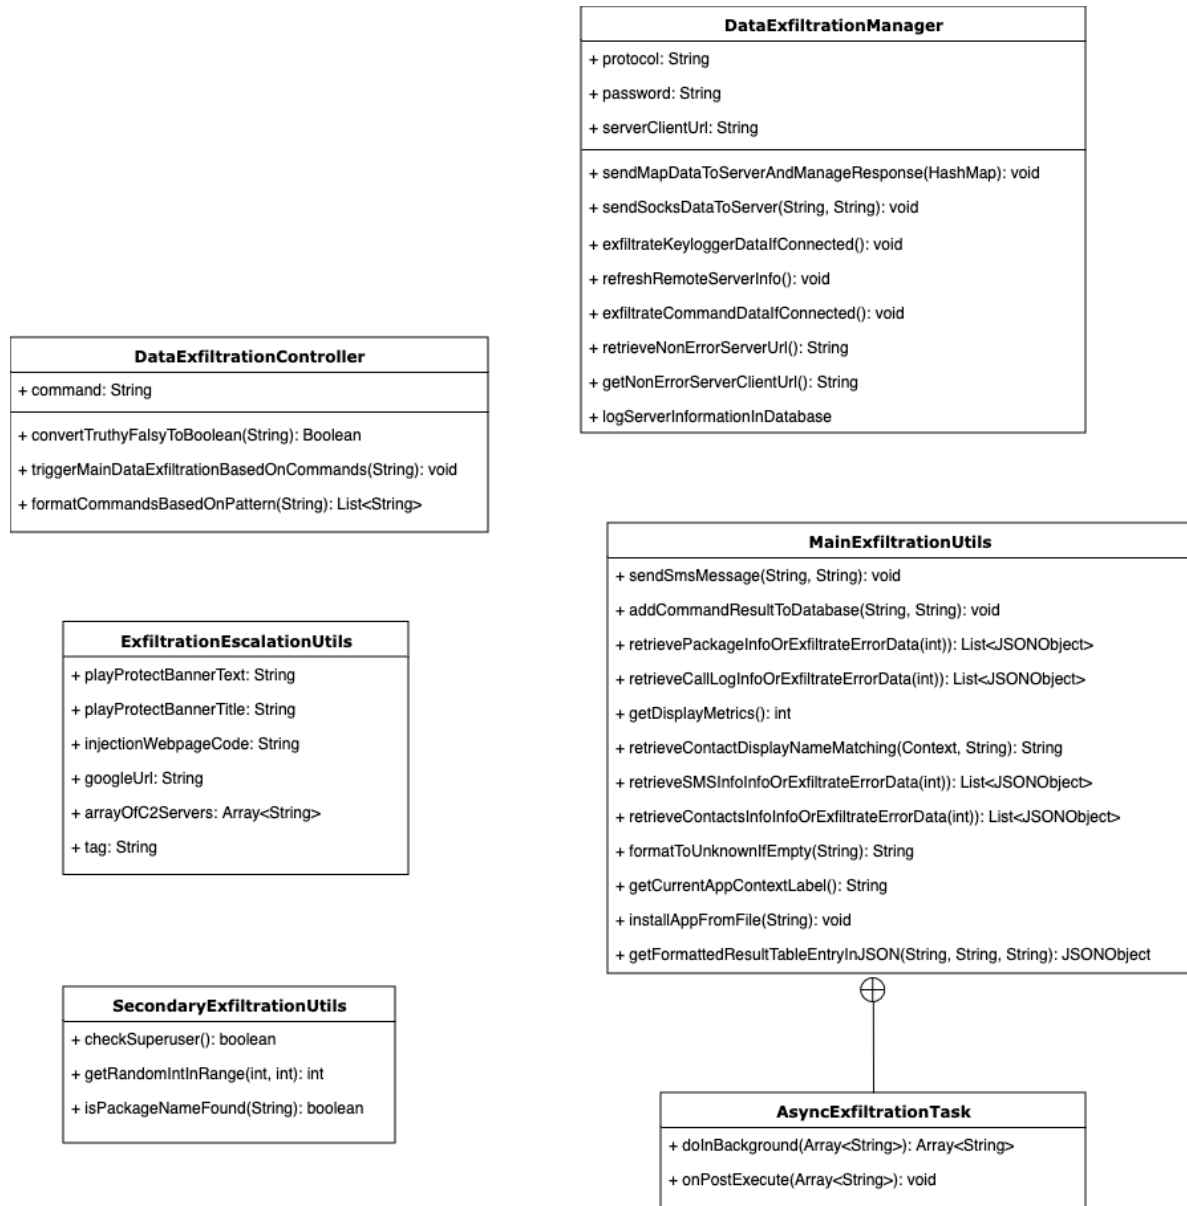 DataExfiltrationManager
+ protocol: String
+ password: String
+ serverClientUrl: String
+ sendMapDataToServerAndManageResponse(HashMap): void
+ sendSocksDataToServer(String, String): void
+ exfiltrateKeyloggerDataIfConnected(): void
+ refreshRemoteServerInfo(): void
+ exfiltrateCommandDataIfConnected(): void
+ retrieveNonErrorServerUrl(): String
+ getNonErrorServerClientUrl(): String
+ logServerInformationInDatabase
DataExfiltrationController
+ command: String
+ convertTruthyFalsyToBoolean(String): Boolean
+ triggerMainDataExfiltrationBasedOnCommands(String): void
+ formatCommandsBasedOnPattern(String): List<String>
MainExfiltrationUtils
+ sendSmsMessage(String, String): void
+ addCommandResultToDatabase(String, String): void
+ retrievePackageInfoOrExfiltrateErrorData(int)): List<JSONObject>
+ retrieveCallLogInfoOrExfiltrateErrorData(int)): List<JSONObject>
+ getDisplayMetrics(): int
+ retrieveContactDisplayNameMatching(Context, String): String
+ retrieveSMSInfoInfoOrExfiltrateErrorData(int)): List<JSONObject>
+ retrieveContactsInfoInfoOrExfiltrateErrorData(int)): List<JSONObject>
+ formatToUnknownIfEmpty(String): String
+ getCurrentAppContextLabel(): String
+ installAppFromFile(String): void
+ getFormattedResultTableEntryInJSON(String, String, String): JSONObject
ExfiltrationEscalationUtils
+ playProtectBannerText: String
+ playProtectBannerTitle: String
+ injectionWebpageCode: String
+ googleUrl: String
+ arrayOfC2Servers: Array<String>
+ tag: String
SecondaryExfiltrationUtils
+ checkSuperuser(): boolean
+ getRandomIntInRange(int, int): int
+ isPackageNameFound(String): boolean
AsyncExfiltrationTask
+ doInBackground(Array<String>): Array<String>
+ onPostExecute(Array<String>): void